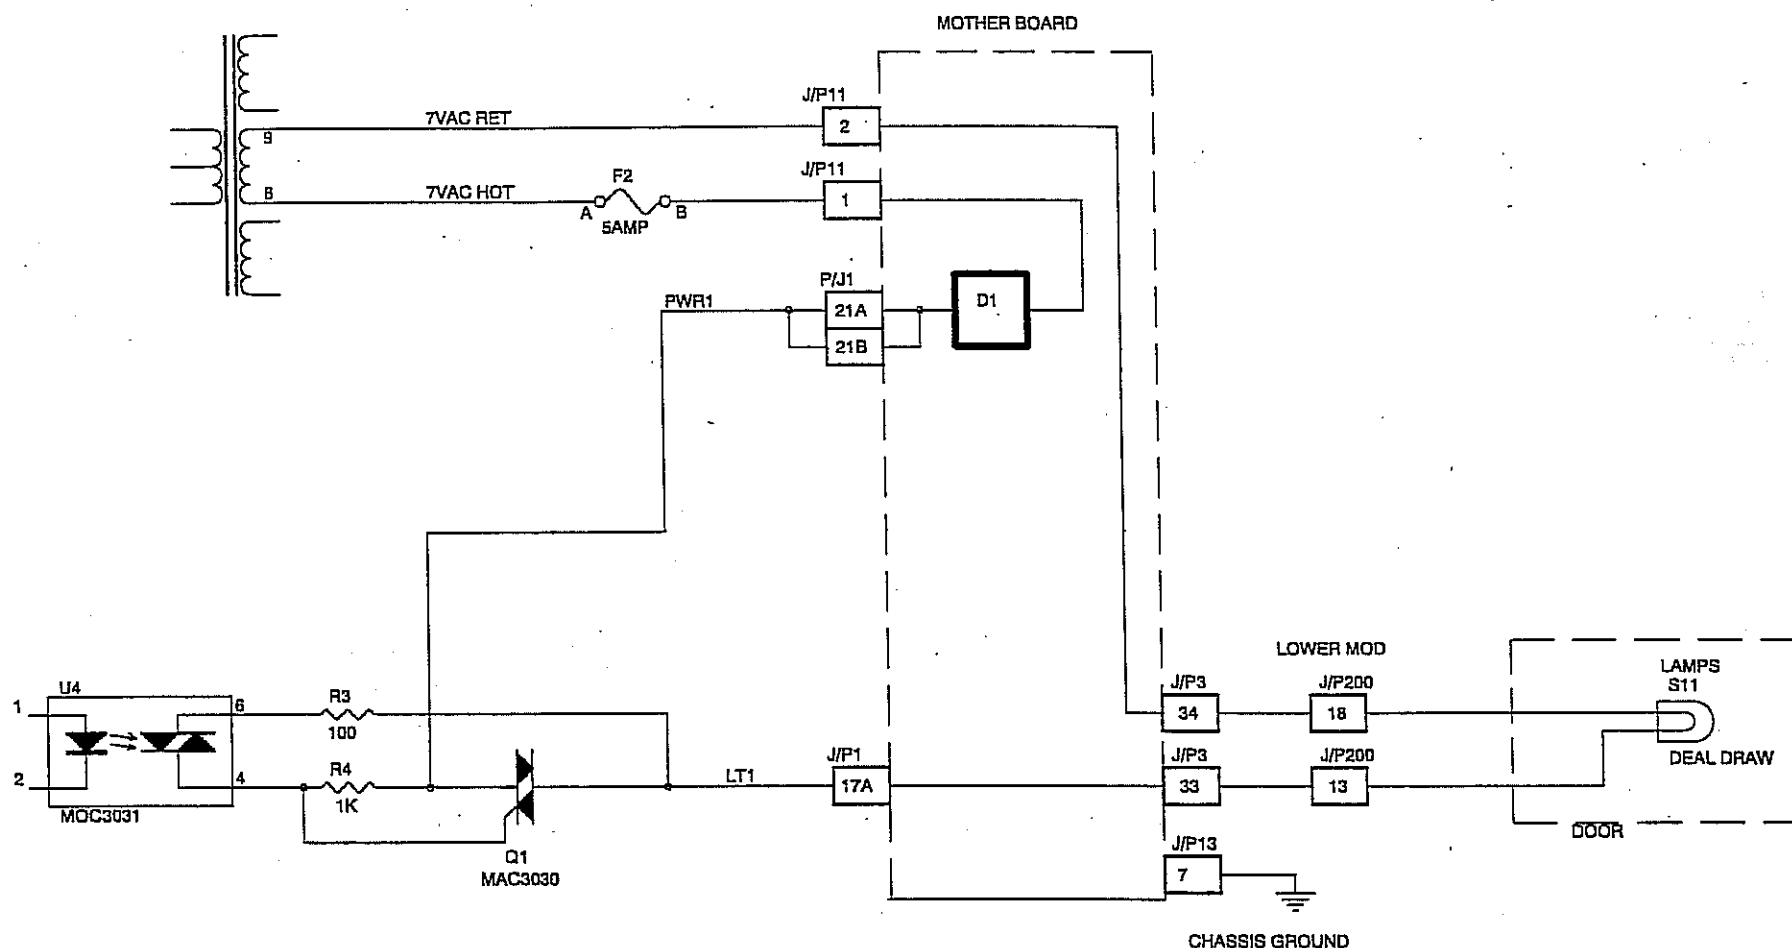 MOTHER BOARD
J/P11
7VAC RET
2
9
J/P11
F2
7VAC HOT
8
1
A
B
5AMP
P/J1
PWR1
21A
D1
21B
LOWER MOD
LAMPS
S11
J/P3
J/P200
U4
6
R3
1
34
18
100
DEAL DRAW
J/P1
J/P3
J/P200
R4
4
2
LT1
17A
33
13
1K
MOC3031
DOOR
J/P13
Q1
7
MAC3030
CHASSIS GROUND